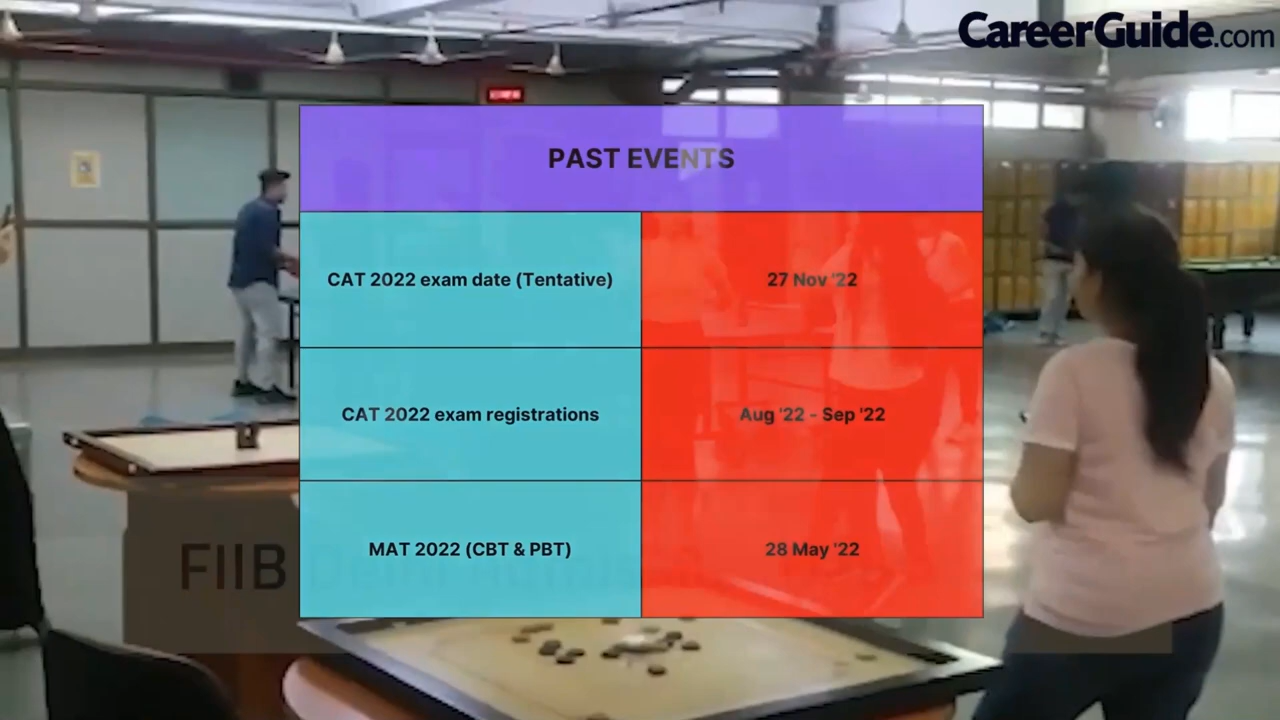 CareerGuide.com
PAST EVENTS
CAT 2022 exam date (Tentative)
27 Nov '22
CAT 2022 exam registrations
Aug '22 - Sep '22
MAT 2022 (CBT & PBT)
28 May '22
FIIB